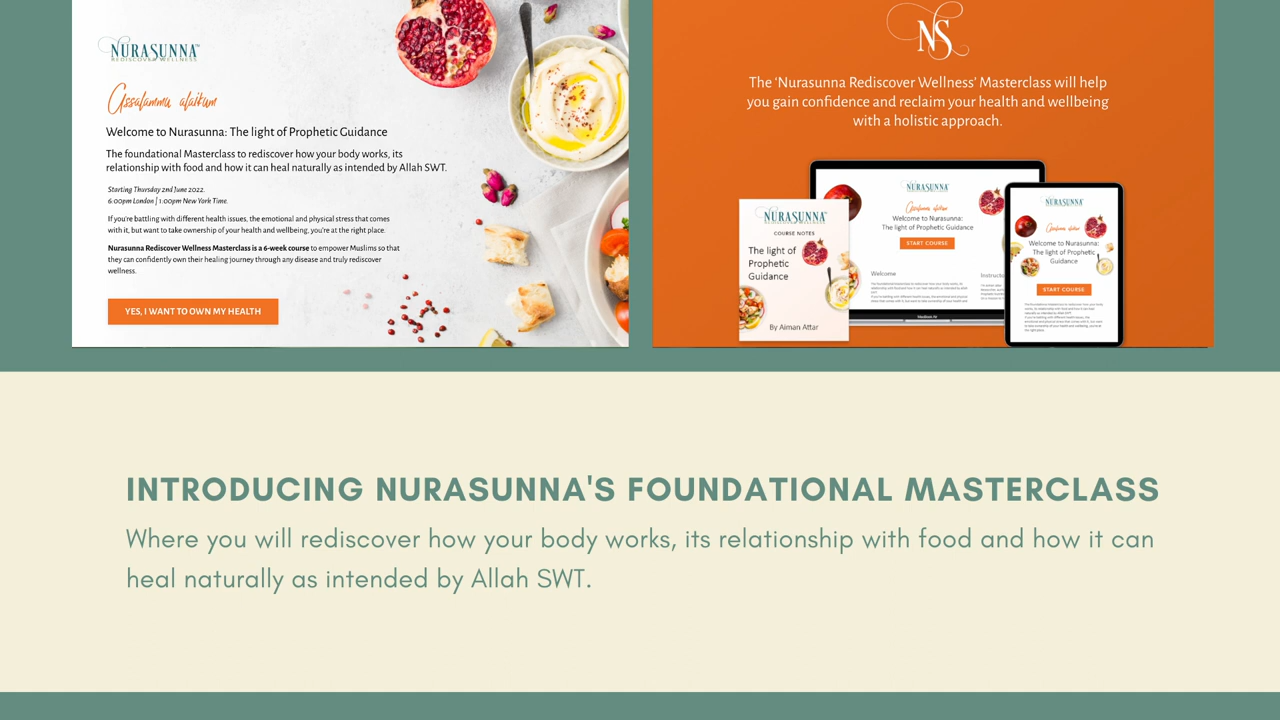 NURASUNNA™
REDISCOVER WELLNESS
Assalammu alaikum
Welcome to Nurasunna: The light of Prophetic Guidance
The foundational Masterclass to rediscover how your body works, its
relationship with food and how it can heal naturally as intended by Allah SWT.
Starting Thursday 2nd June 2022.
6:00pm London | 1:00pm New York Time.
If you're battling with different health issues, the emotional and physical stress that comes
with it, but want to take ownership of your health and wellbeing, you're at the right place.
Nurasunna Rediscover Wellness Masterclass is a 6-week course to empower Muslims so that
they can confidently own their healing journey through any disease and truly rediscover
wellness.
YES, I WANT TO OWN MY HEALTH
NS
The ‘Nurasunna Rediscover Wellness' Masterclass will help
you gain confidence and reclaim your health and wellbeing
with a holistic approach.
NURASUNNA
COURSE NOTES
The light of
Prophetic
Guidance
By Aiman Attar
NURASUNNA
Assalammu alaikum
Welcome to Nurasunna:
The light of Prophetic Guidance
START COURSE
Welcome
NURASUNNA
Assalammu alaikum
Welcome to Nurasunna:
The light of Prophetic
Guidance
START COURSE
INTRODUCING NURASUNNA'S FOUNDATIONAL MASTERCLASS
Where you will rediscover how your body works, its relationship with food and how it can
heal naturally as intended by Allah SWT.